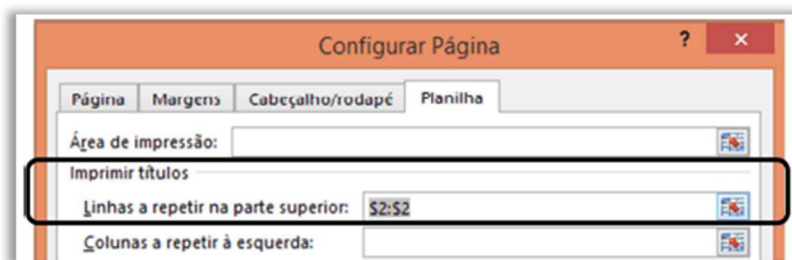 Configurar Página ? ×
Página Margens Cabeçalho/rodapé Planilha
Área de impressão:
Imprimir títulos
Linhas a repetir na parte superior: $2:$2
Colunas a repetir à esquerda: